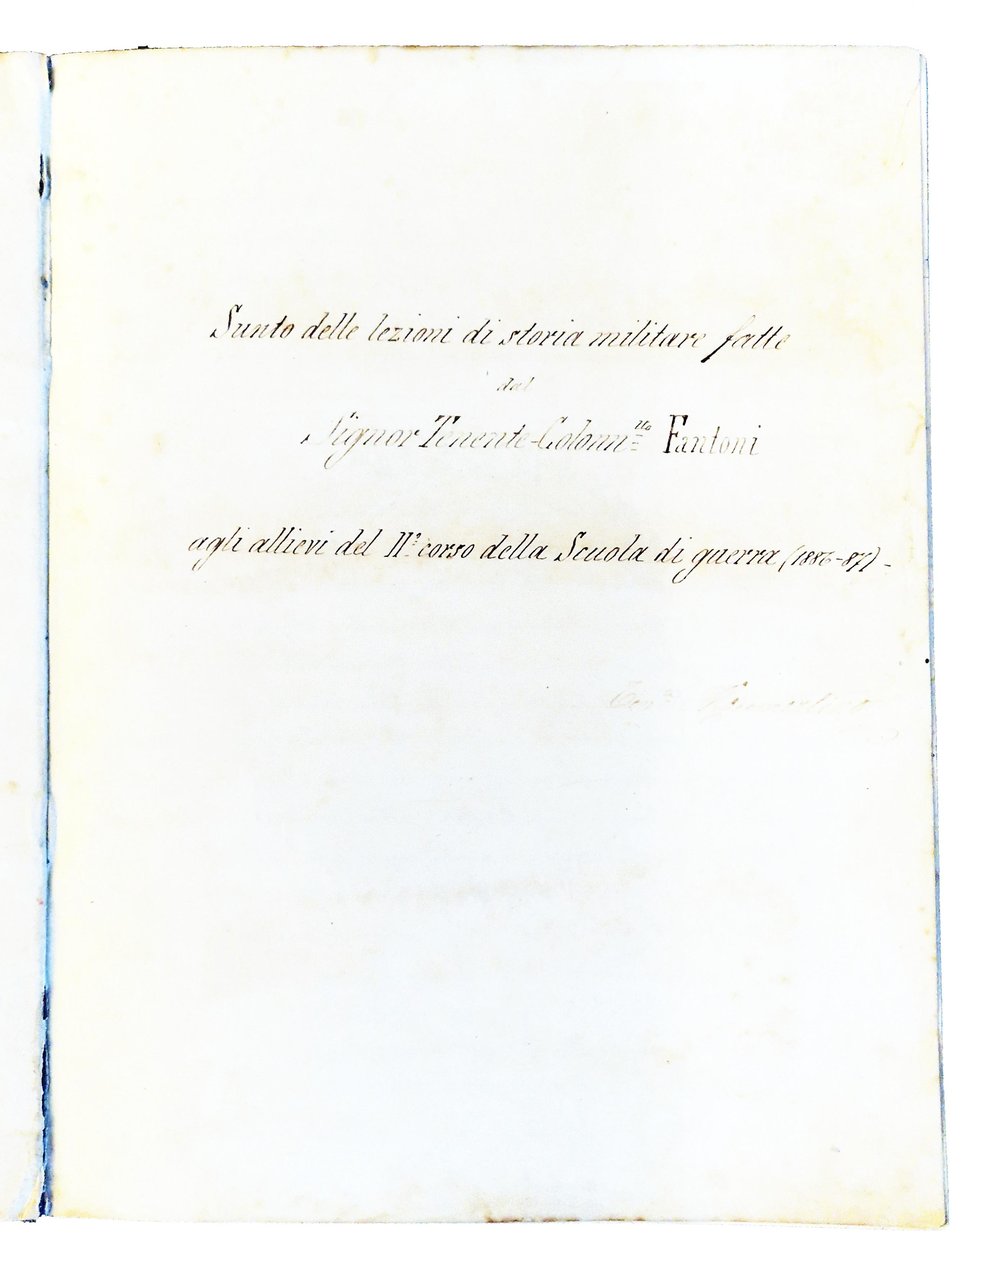 Sunto delle lezioni di storia militare fatte
dal
Signor Tenente-Colonn.llo Fantoni
agli allievi del II.° corso della Scuola di guerra (1886-87) -